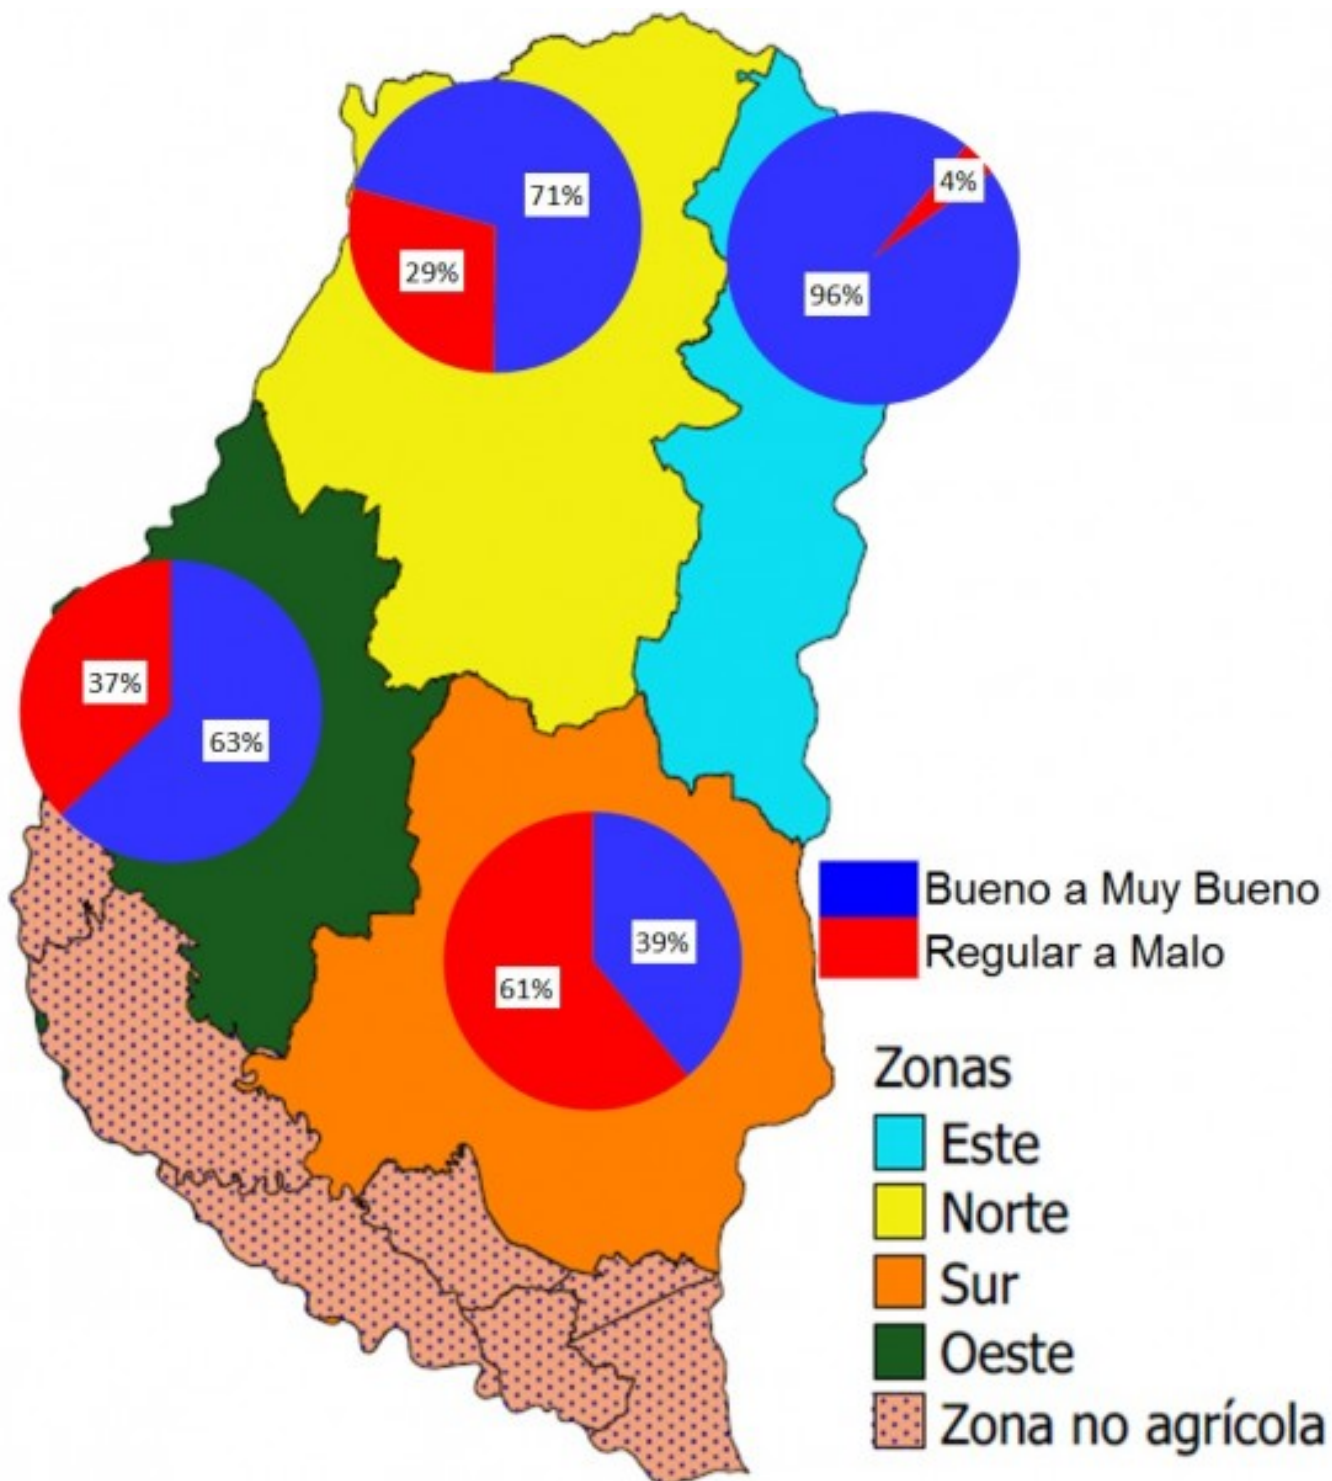 71%
29%
4%
96%
37%
63%
39%
61%
Bueno a Muy Bueno
Regular a Malo
Zonas
Este
Norte
Sur
Oeste
Zona no agrícola